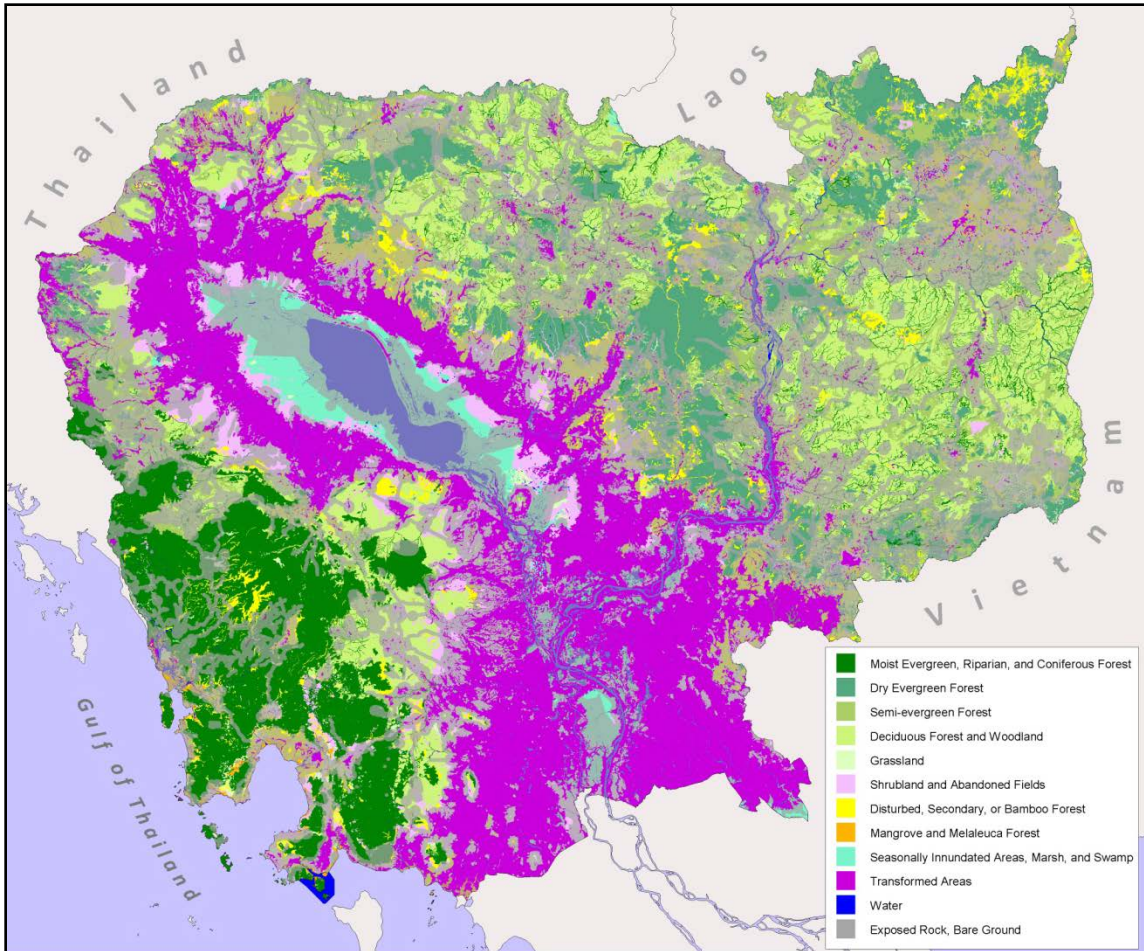 Thailand
Laos
Vietnam
Gulf of Thailand
Moist Evergreen, Riparian, and Coniferous Forest
Dry Evergreen Forest
Semi-evergreen Forest
Deciduous Forest and Woodland
Grassland
Shrubland and Abandoned Fields
Disturbed, Secondary, or Bamboo Forest
Mangrove and Melaleuca Forest
Seasonally Innundated Areas, Marsh, and Swamp
Transformed Areas
Water
Exposed Rock, Bare Ground